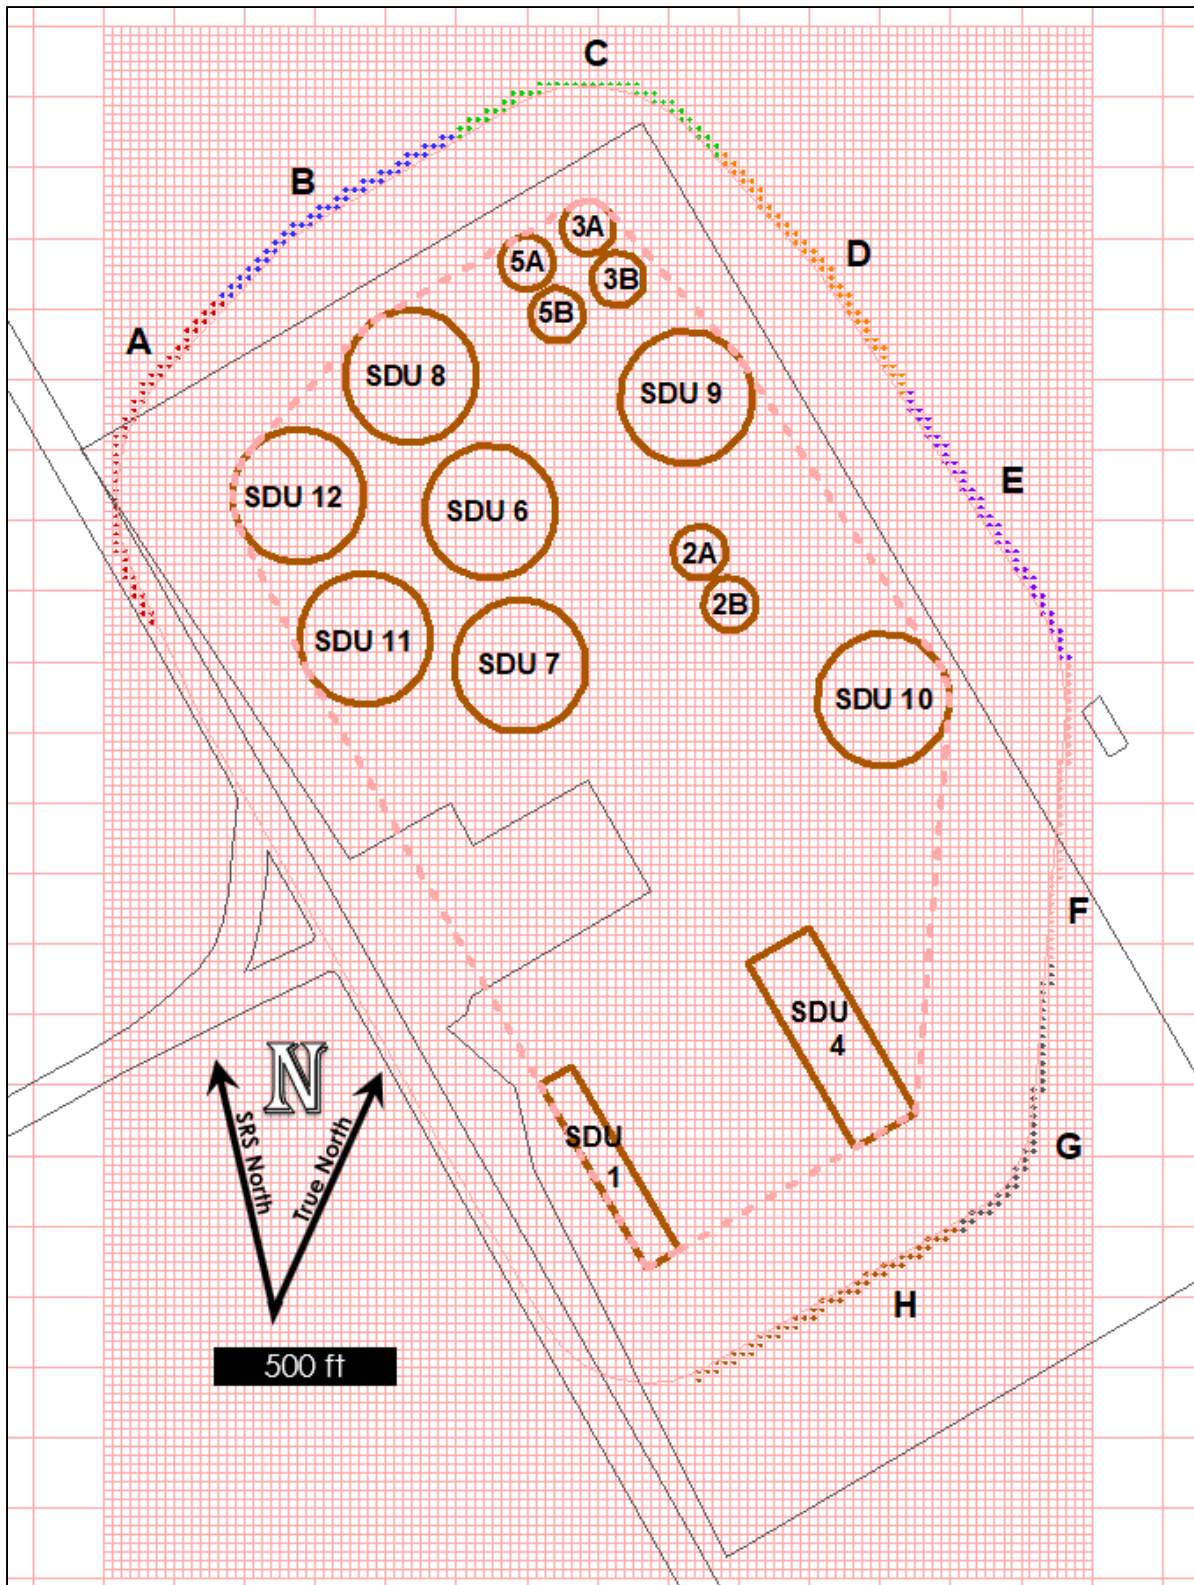 C
B
3A
D
5A
3B
5B
A
SDU 8
SDU 9
E
SDU 12
SDU 6
2A
2B
SDU 11
SDU 7
SDU 10
F
SDU
4
N
SRS North
True North
SDU
1
G
H
500 ft